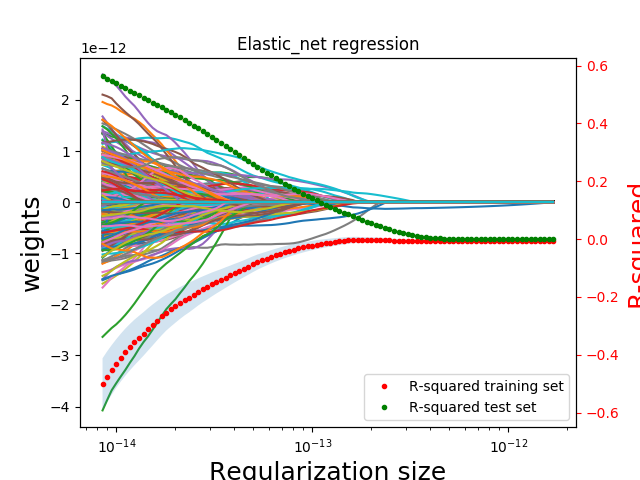 Elastic_net regression
1e−12
2
1
0
−1
−2
−3
−4
weights
0.6
0.4
0.2
0.0
−0.2
−0.4
−0.6
R-squared
R-squared training set
R-squared test set
10⁻¹⁴
10⁻¹³
10⁻¹²
Regularization size